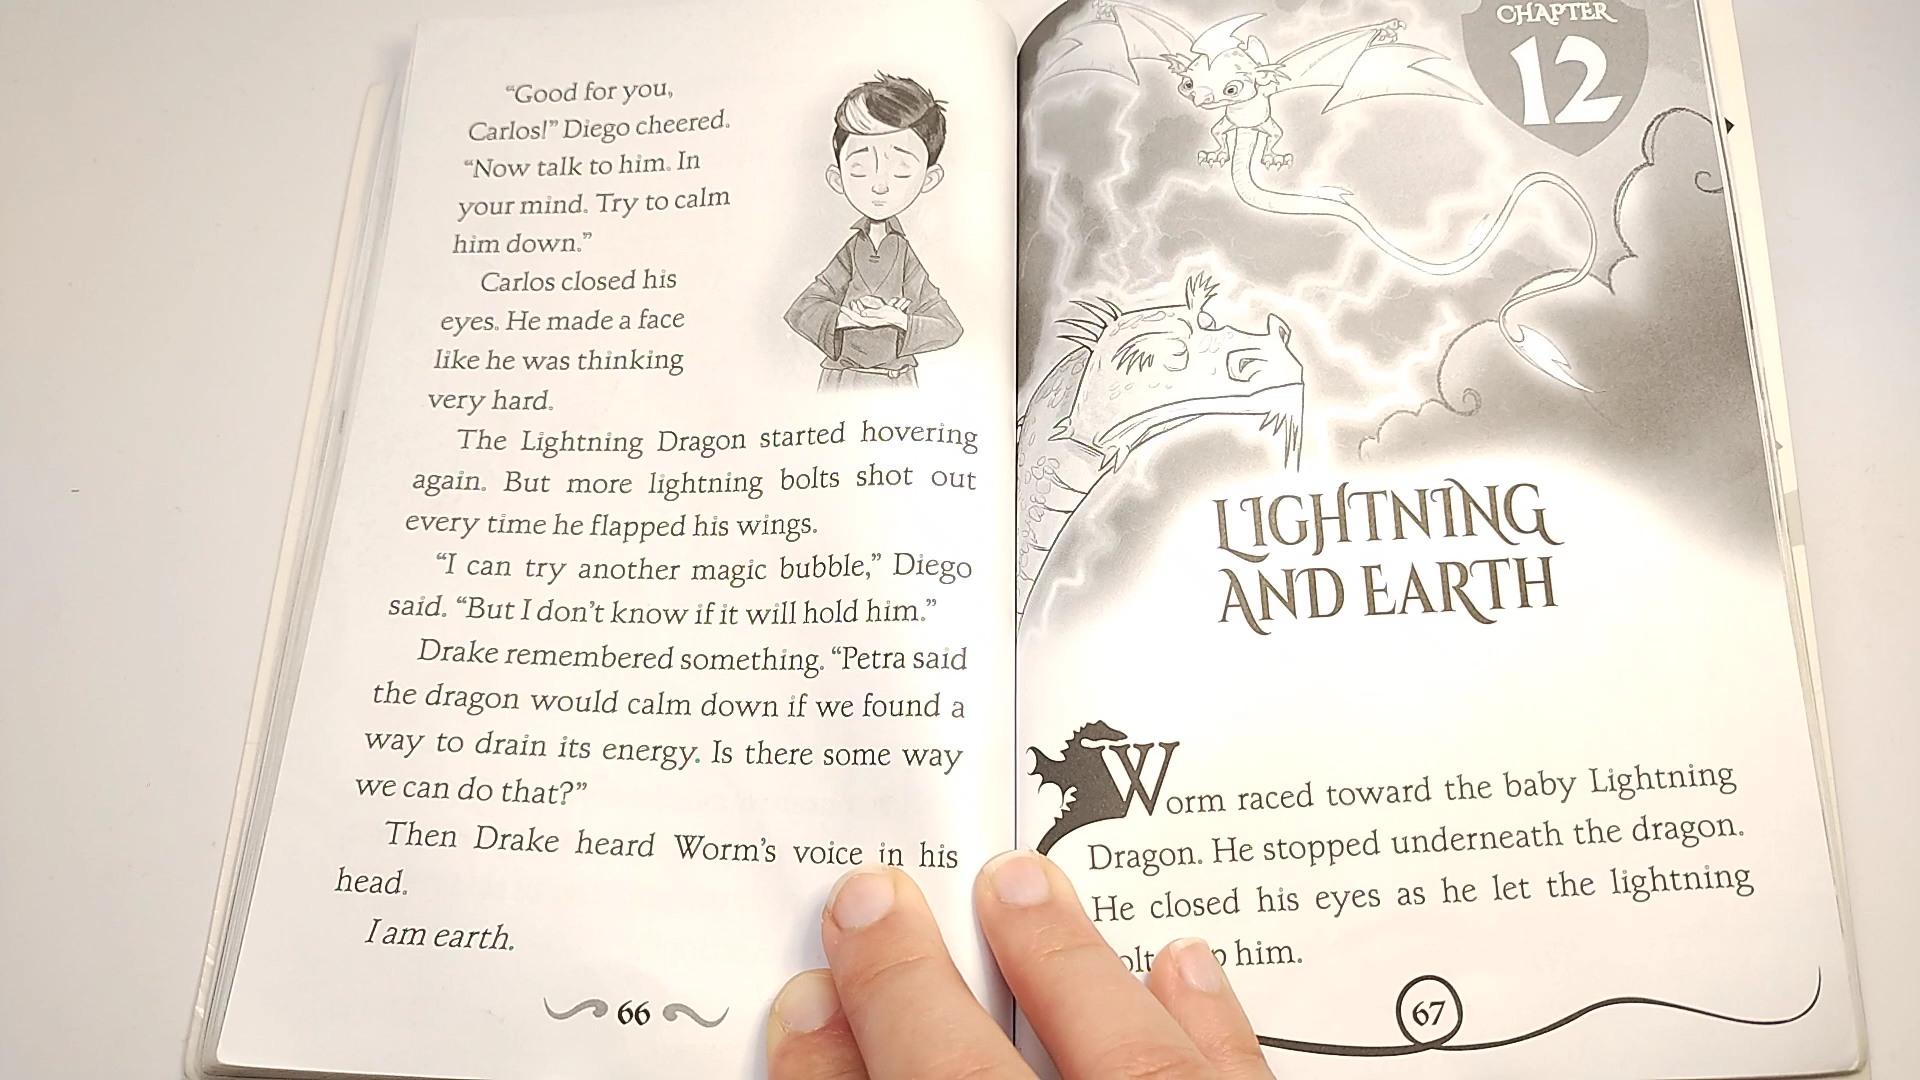 “Good for you,
Carlos!” Diego cheered.
“Now talk to him. In
your mind. Try to calm
him down.”
Carlos closed his
eyes. He made a face
like he was thinking
very hard.
The Lightning Dragon started hovering
again. But more lightning bolts shot out
every time he flapped his wings.
“I can try another magic bubble,” Diego
said. “But I don’t know if it will hold him.”
Drake remembered something. “Petra said
the dragon would calm down if we found a
way to drain its energy. Is there some way
we can do that?”
Then Drake heard Worm’s voice in his
head.
I am earth.
66
CHAPTER
12
LIGHTNING
AND EARTH
Worm raced toward the baby Lightning
Dragon. He stopped underneath the dragon.
He closed his eyes as he let the lightning
him.
67